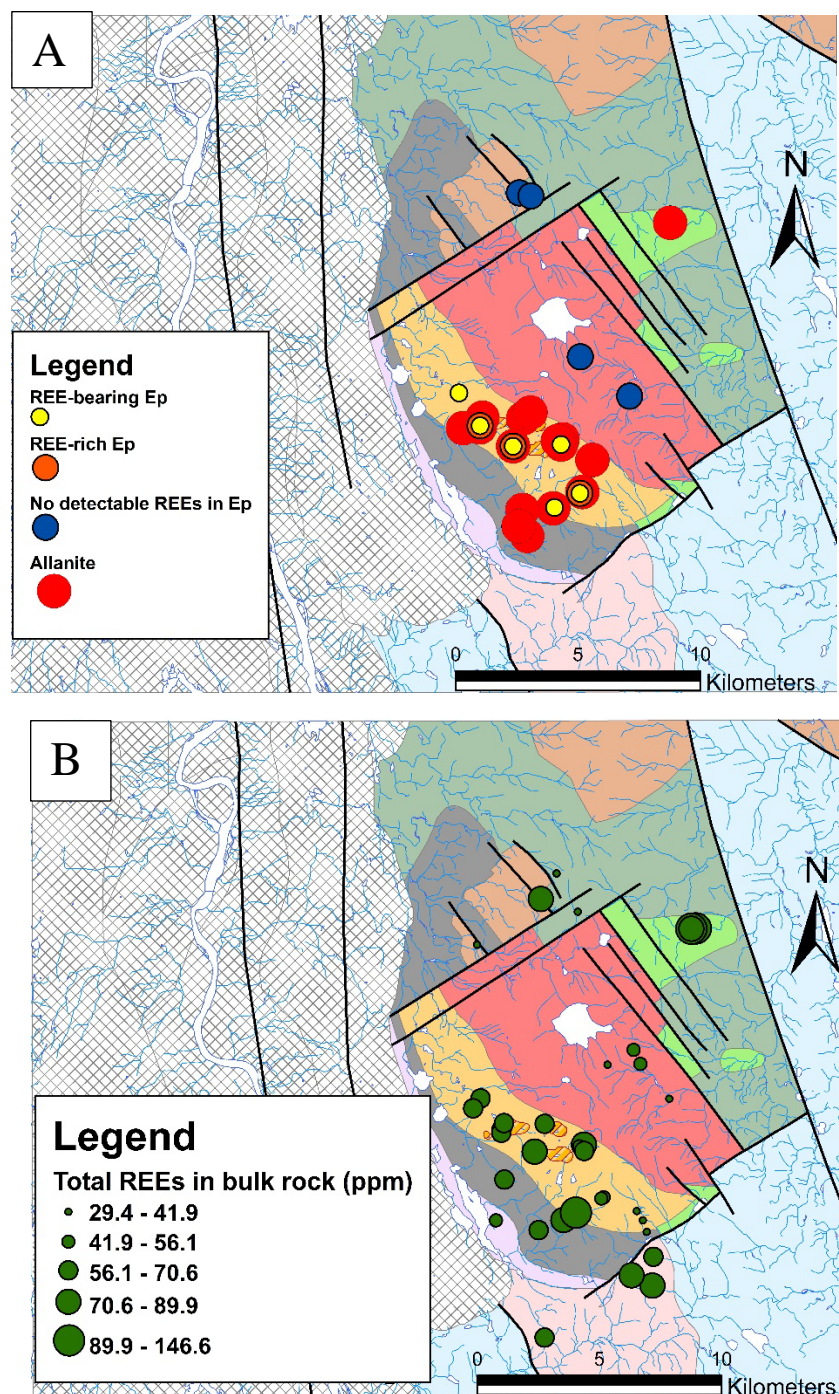 A
N
Legend
REE-bearing Ep
REE-rich Ep
No detectable REEs in Ep
Allanite
0 5 10
Kilometers
B
N
Legend
Total REEs in bulk rock (ppm)
29.4 - 41.9
41.9 - 56.1
56.1 - 70.6
70.6 - 89.9
89.9 - 146.6
0 5 10
Kilometers